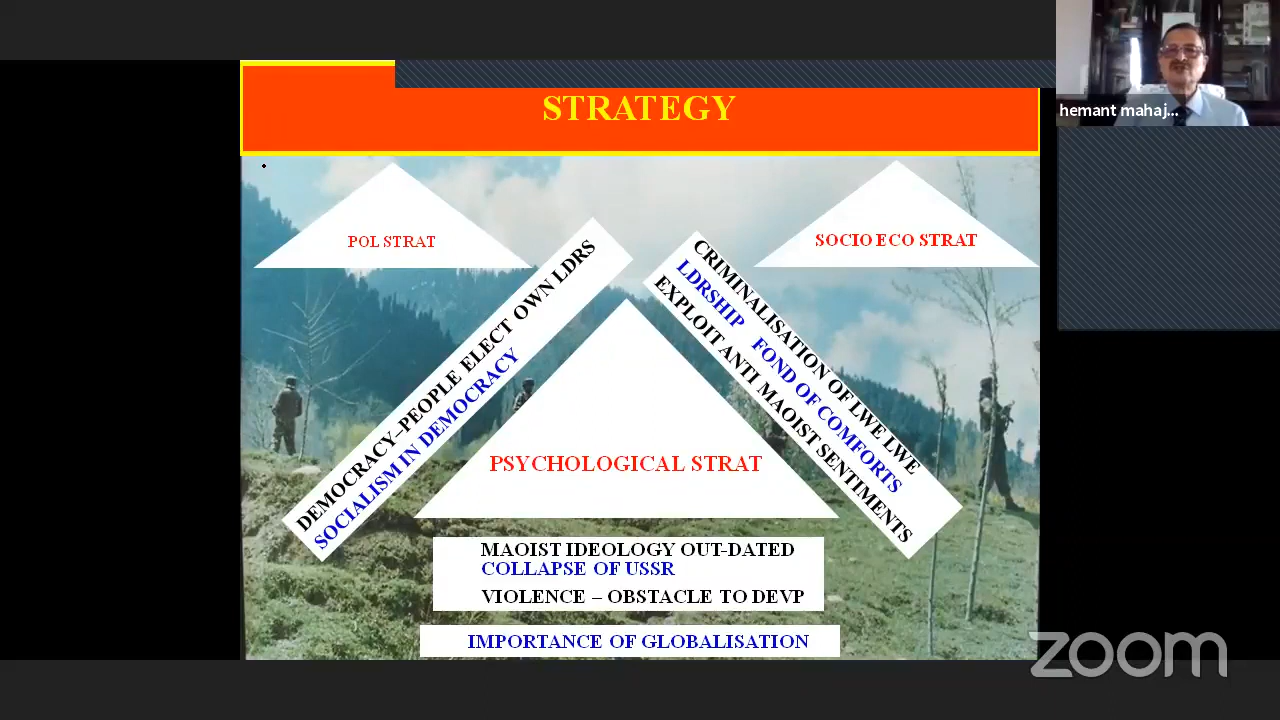 STRATEGY
hemant mahaj...
POL STRAT
SOCIO ECO STRAT
DEMOCRACY–PEOPLE ELECT OWN LDRS
SOCIALISM IN DEMOCRACY
CRIMINALISATION OF LWE LWE
LDRSHIP FOND OF COMFORTS
EXPLOIT ANTI MAOIST SENTIMENTS
PSYCHOLOGICAL STRAT
MAOIST IDEOLOGY OUT-DATED
COLLAPSE OF USSR
VIOLENCE – OBSTACLE TO DEVP
IMPORTANCE OF GLOBALISATION
zoom